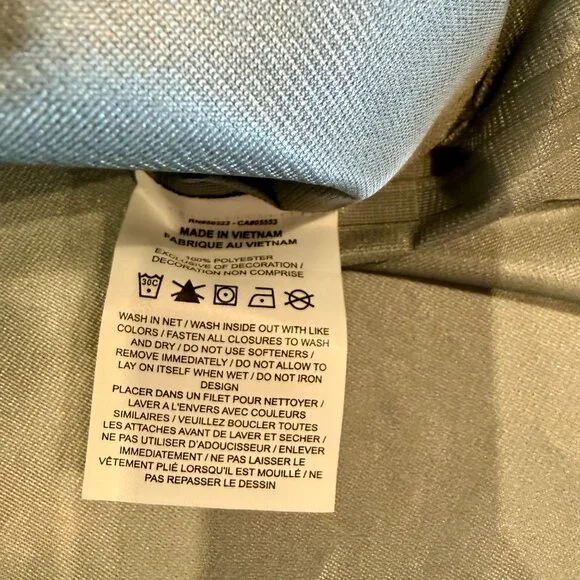 MADE IN VIETNAM
FABRIQUE AU VIETNAM
100% POLYESTER
EXCLUSIVE OF DECORATION /
DECORATION NON COMPRISE
30C
WASH IN NET / WASH INSIDE OUT WITH LIKE
COLORS / FASTEN ALL CLOSURES TO WASH
AND DRY / DO NOT USE SOFTENERS /
REMOVE IMMEDIATELY / DO NOT ALLOW TO
LAY ON ITSELF WHEN WET / DO NOT IRON
DESIGN
PLACER DANS UN FILET POUR NETTOYER /
LAVER A L'ENVERS AVEC COULEURS
SIMILAIRES / VEUILLEZ BOUCLER TOUTES
LES ATTACHES AVANT DE LAVER ET SECHER /
NE PAS UTILISER D'ADOUCISSEUR / ENLEVER
IMMEDIATEMENT / NE PAS LAISSER LE
VÊTEMENT PLIÉ LORSQU'IL EST MOUILLÉ / NE
PAS REPASSER LE DESSIN